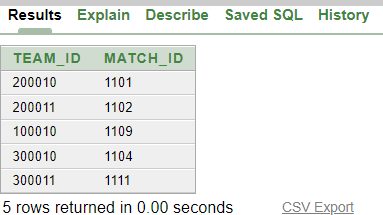 Results Explain Describe Saved SQL History
TEAM_ID MATCH_ID
200010 1101
200011 1102
100010 1109
300010 1104
300011 1111
5 rows returned in 0.00 seconds CSV Export